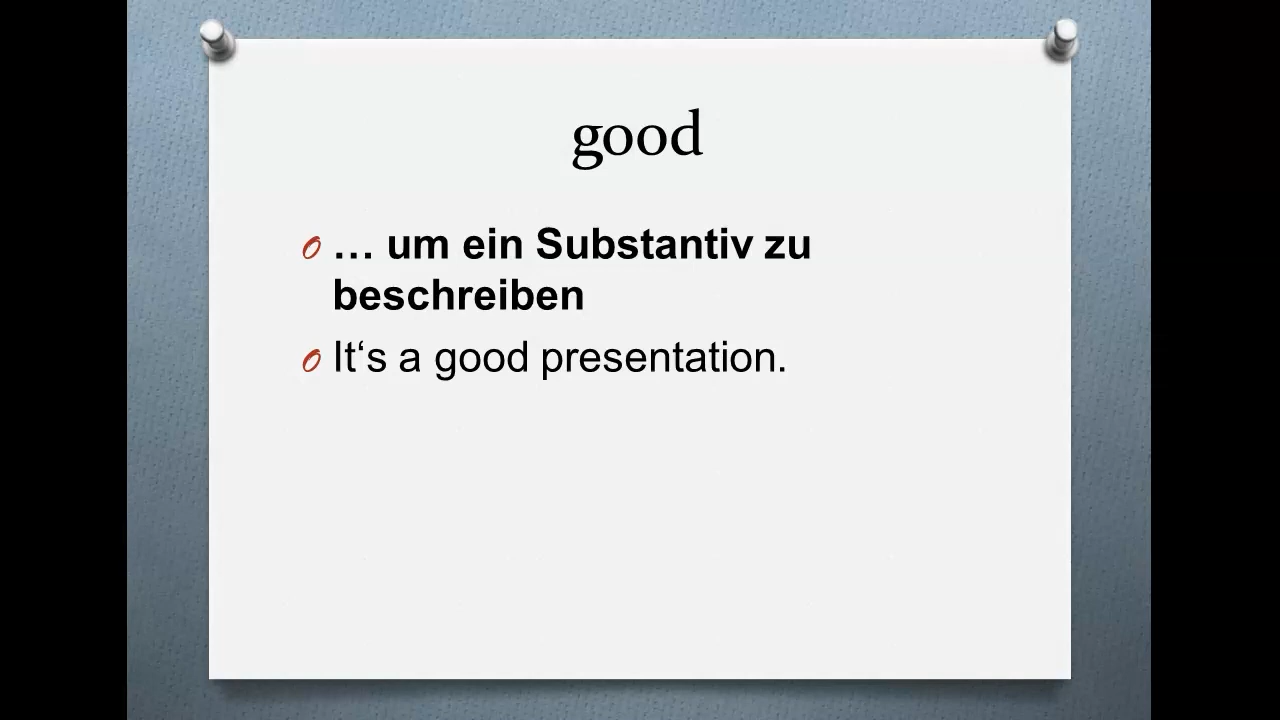 good
… um ein Substantiv zu
beschreiben
It‘s a good presentation.